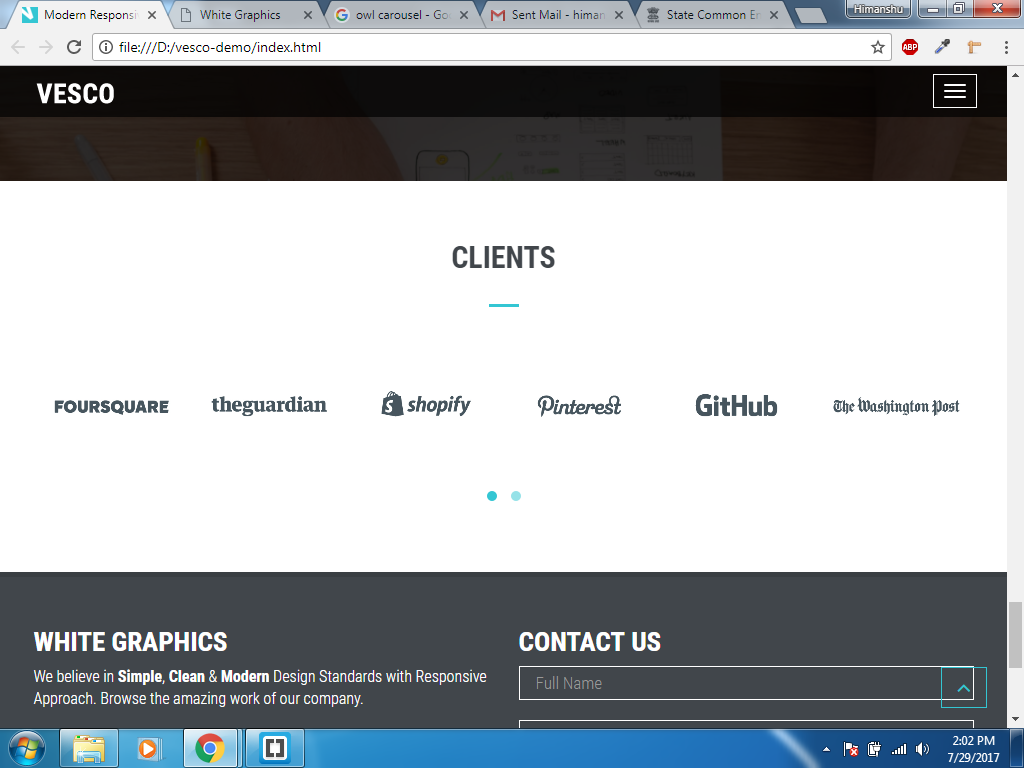 Modern Responsi
White Graphics
owl carousel - Go
Sent Mail - himan
State Common En
Himanshu
file:///D:/vesco-demo/index.html
ABP
VESCO
CLIENTS
FOURSQUARE
theguardian
shopify
Pinterest
GitHub
The Washington Post
WHITE GRAPHICS
We believe in Simple, Clean & Modern Design Standards with Responsive
Approach. Browse the amazing work of our company.
CONTACT US
Full Name
2:02 PM
7/29/2017